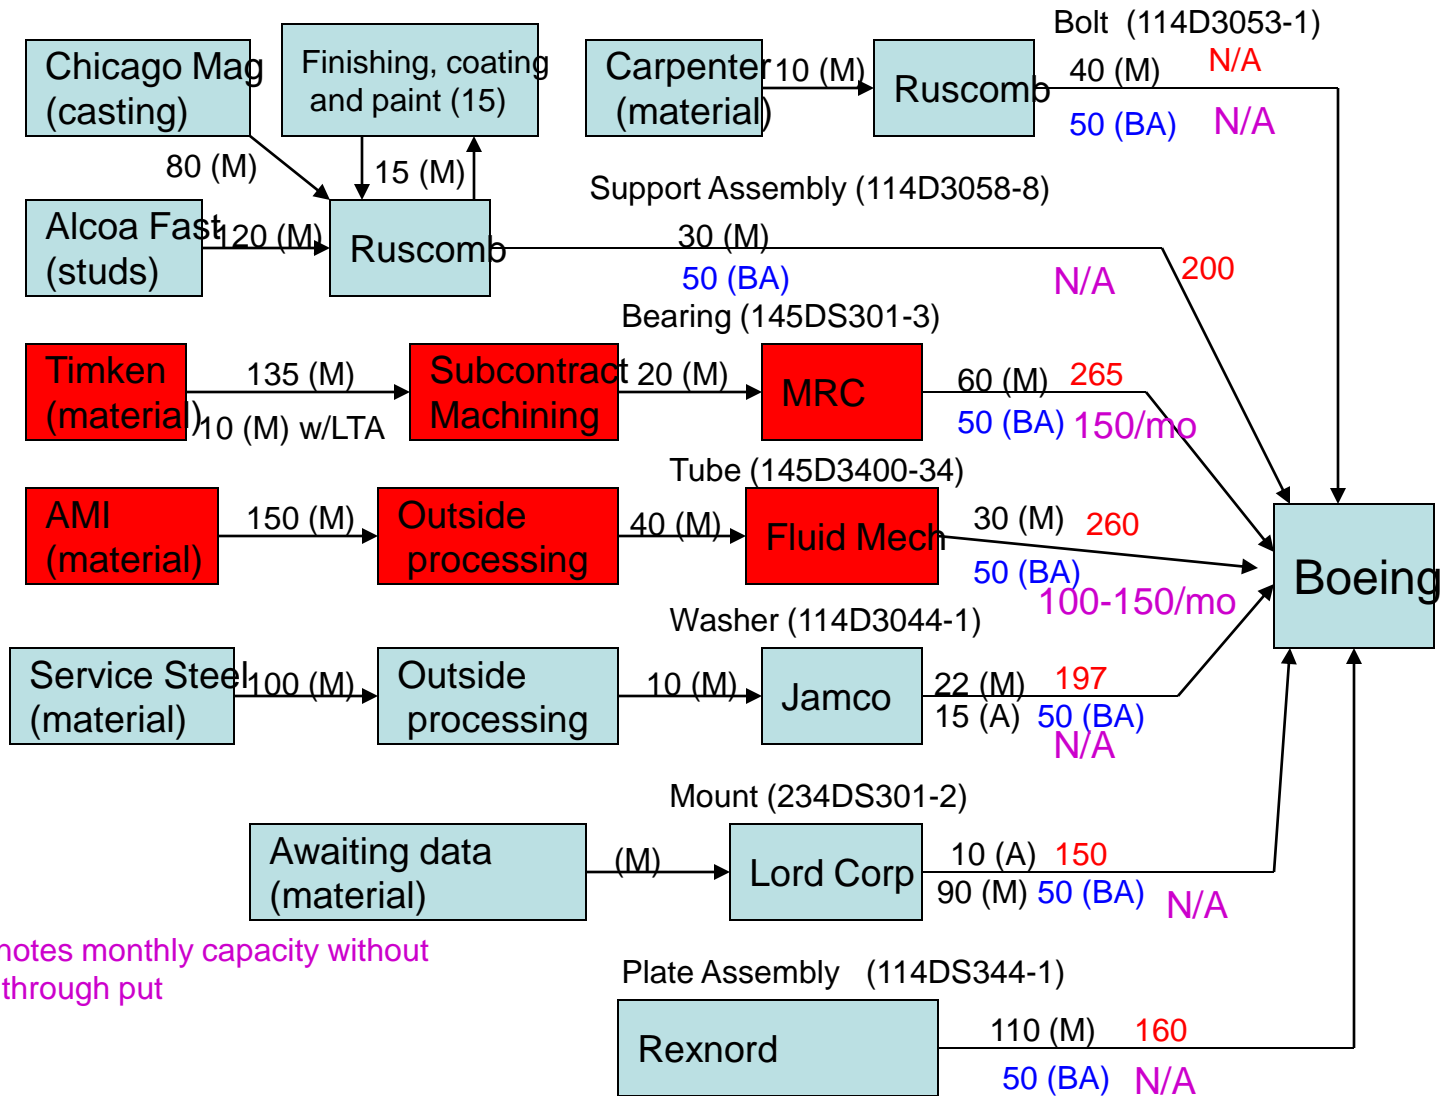 Bolt (114D3053-1)
Chicago Mag
(casting)
Finishing, coating
and paint (15)
Carpenter
(material)
10 (M)
Ruscomb
40 (M)
N/A
50 (BA)
N/A
80 (M)
15 (M)
Support Assembly (114D3058-8)
Alcoa Fast
(studs)
120 (M)
Ruscomb
30 (M)
50 (BA)
N/A
200
Bearing (145DS301-3)
Timken
(material)
135 (M)
10 (M) w/LTA
Subcontract
Machining
20 (M)
MRC
60 (M)
265
50 (BA)
150/mo
Tube (145D3400-34)
AMI
(material)
150 (M)
Outside
processing
40 (M)
Fluid Mech
30 (M)
260
50 (BA)
100-150/mo
Boeing
Washer (114D3044-1)
Service Steel
(material)
100 (M)
Outside
processing
10 (M)
Jamco
22 (M)
197
15 (A)
50 (BA)
N/A
Mount (234DS301-2)
Awaiting data
(material)
(M)
Lord Corp
10 (A)
150
90 (M)
50 (BA)
N/A
notes monthly capacity without
through put
Plate Assembly (114DS344-1)
Rexnord
110 (M)
160
50 (BA)
N/A